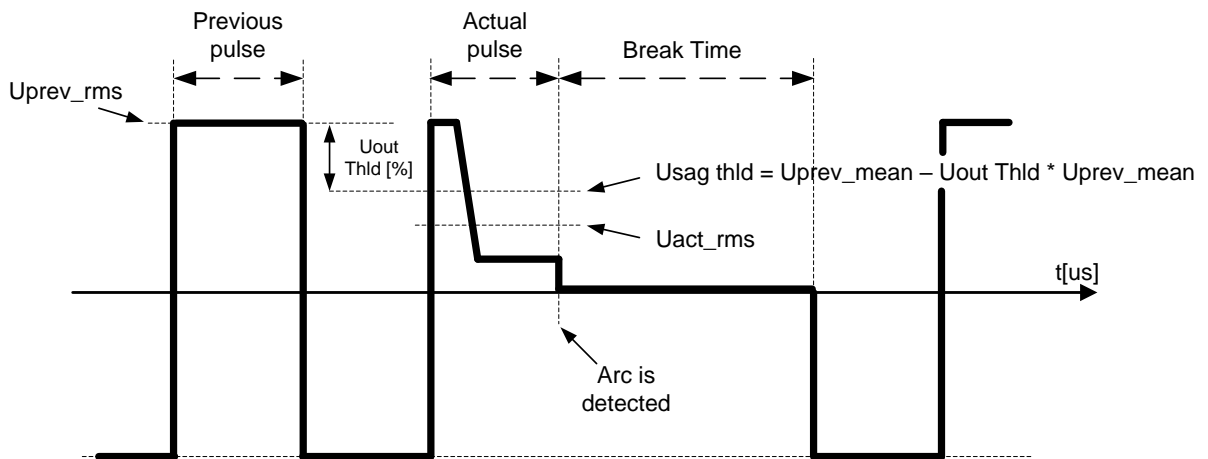 Previous
pulse
Actual
pulse
Break Time
Uprev_rms
Uout
Thld [%]
Usag thld = Uprev_mean – Uout Thld * Uprev_mean
Uact_rms
t[us]
Arc is
detected